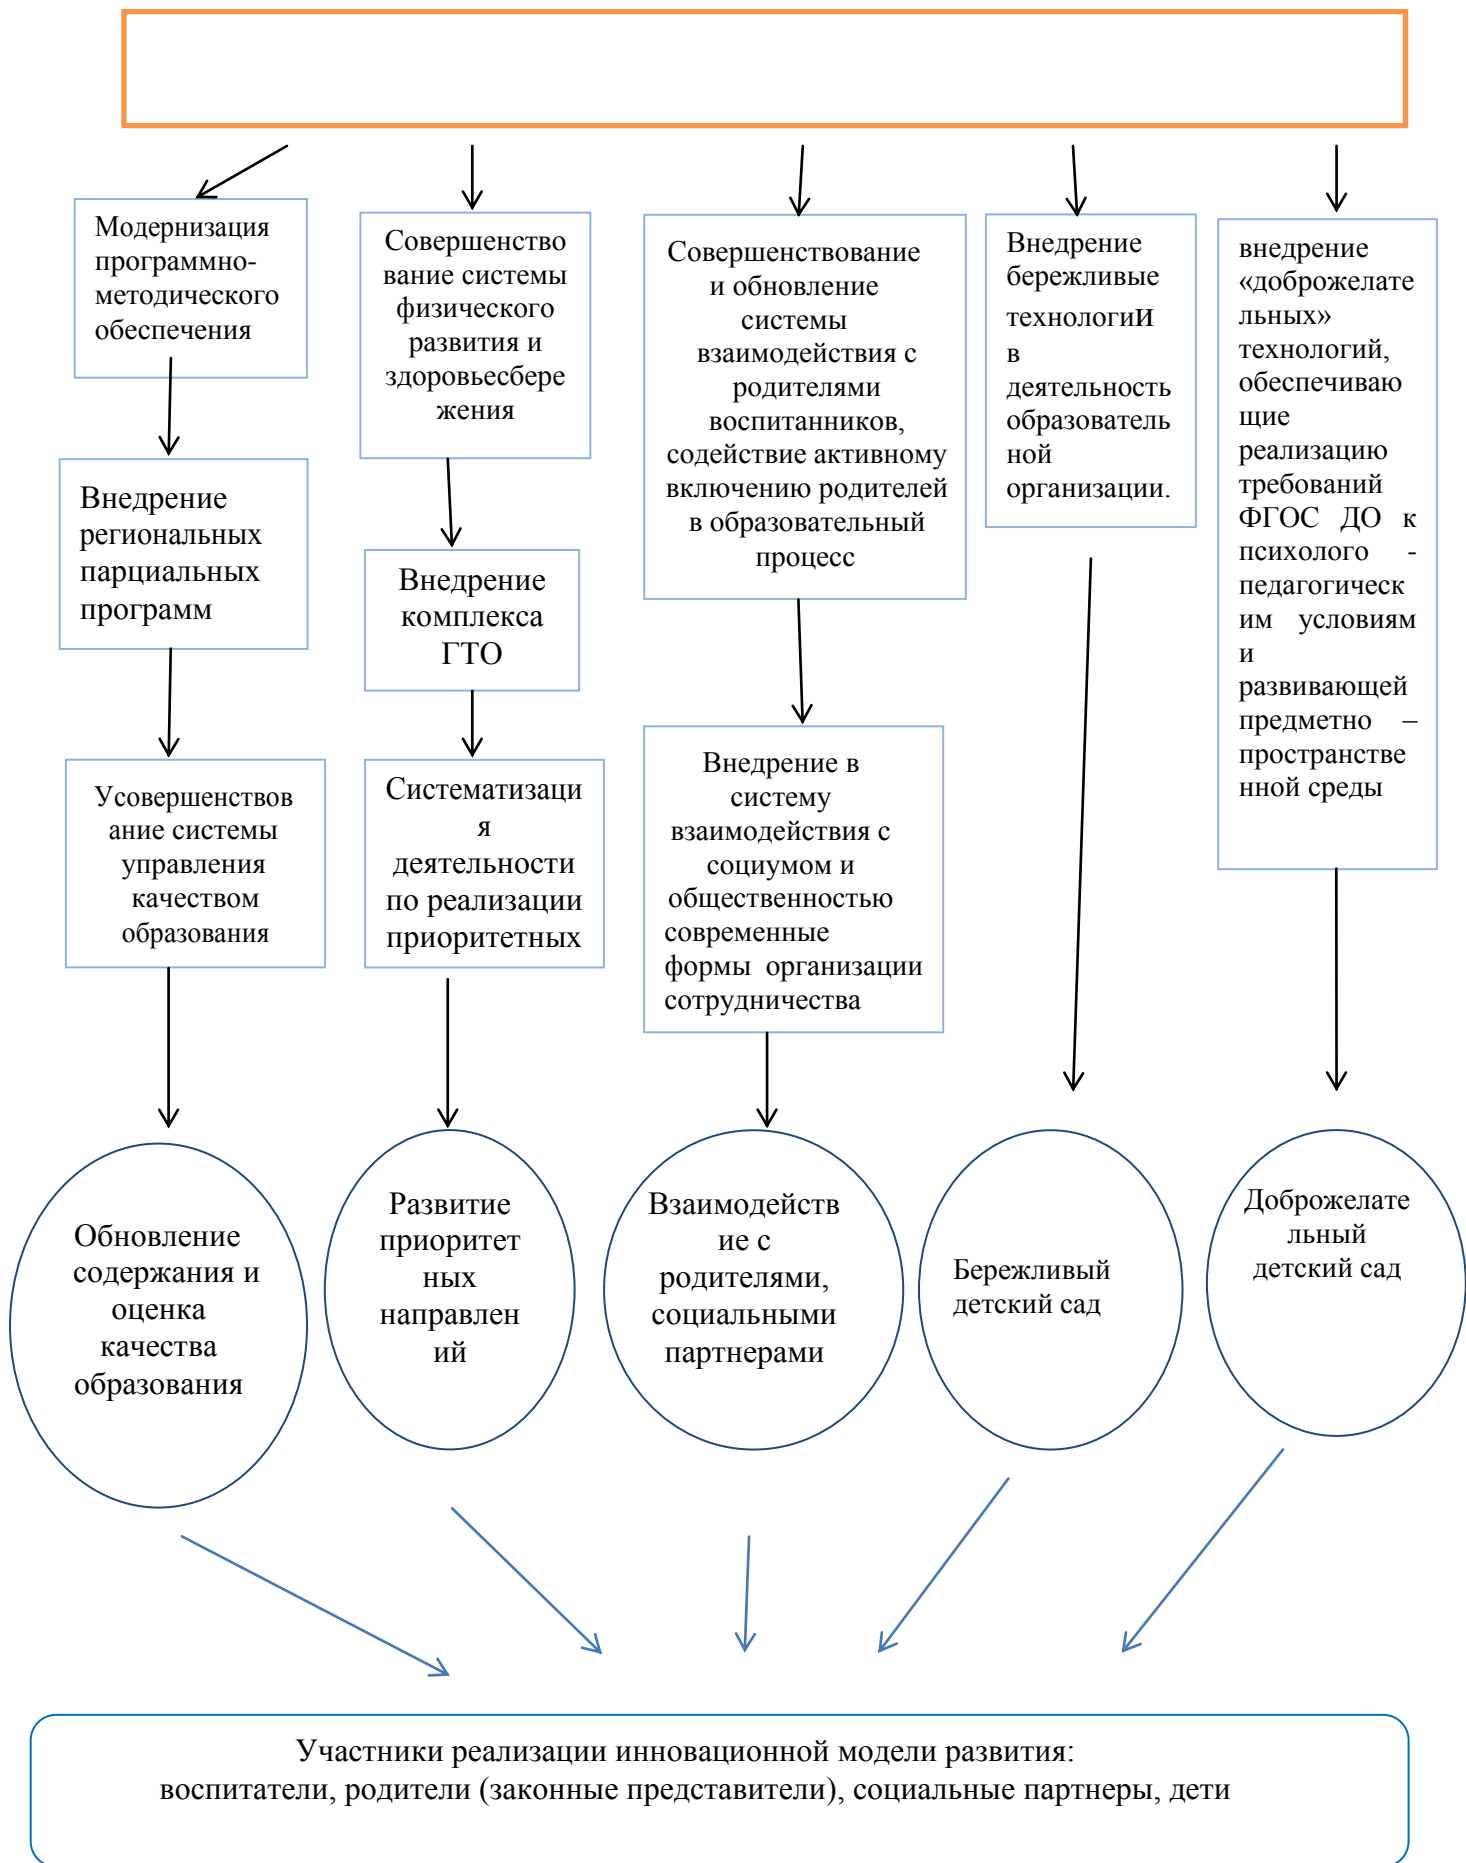 Модернизация
программно-
методического
обеспечения
Совершенство
вание системы
физического
развития и
здоровьесбере
жения
Совершенствование
и обновление
системы
взаимодействия с
родителями
воспитанников,
содействие активному
включению родителей
в образовательный
процесс
Внедрение
бережливые
технологиИ
в
деятельность
образователь
ной
организации.
внедрение
«доброжелате
льных»
технологий,
обеспечиваю
щие
реализацию
требований
ФГОС ДО к
психолого -
педагогическ
им условиям
и
развивающей
предметно –
пространстве
нной среды
Внедрение
региональных
парциальных
программ
Внедрение
комплекса
ГТО
Усовершенствов
ание системы
управления
качеством
образования
Систематизаци
я
деятельности
по реализации
приоритетных
Внедрение в
систему
взаимодействия с
социумом и
общественностью
современные
формы организации
сотрудничества
Обновление
содержания и
оценка
качества
образования
Развитие
приоритет
ных
направлен
ий
Взаимодейств
ие с
родителями,
социальными
партнерами
Бережливый
детский сад
Доброжелате
льный
детский сад
Участники реализации инновационной модели развития:
воспитатели, родители (законные представители), социальные партнеры, дети